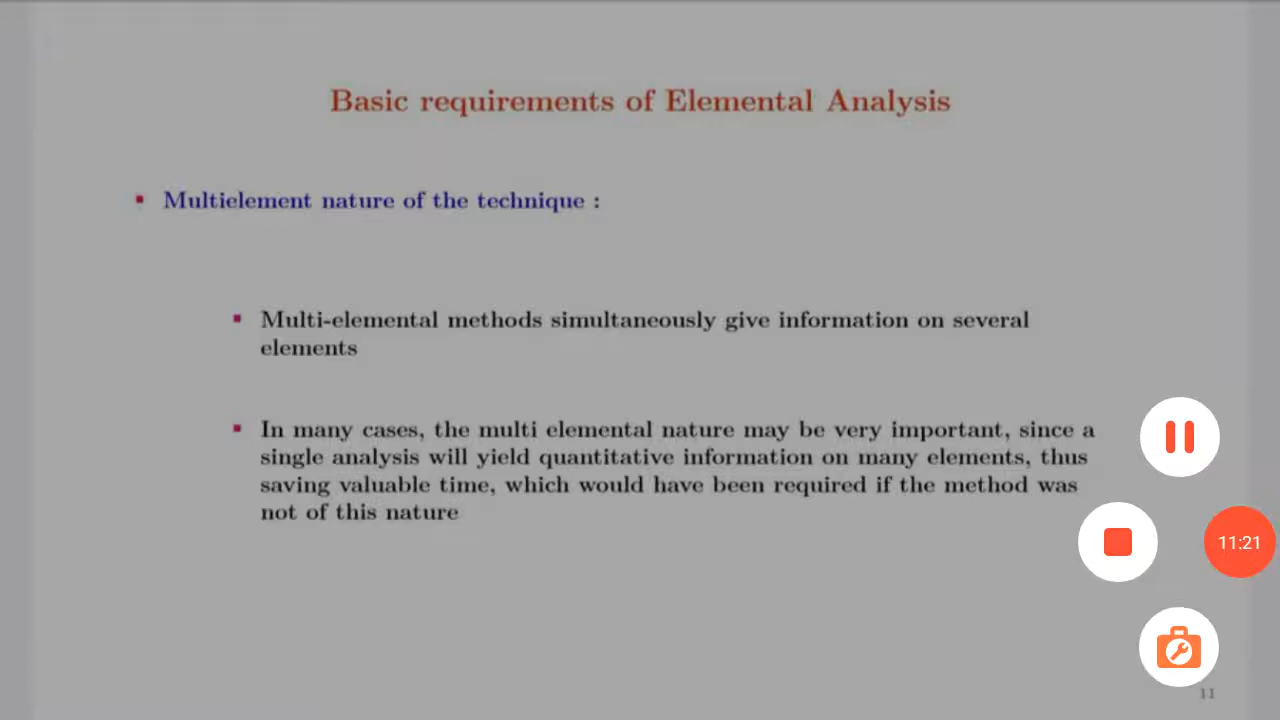 Basic requirements of Elemental Analysis
Multielement nature of the technique :
Multi-elemental methods simultaneously give information on several
elements
In many cases, the multi elemental nature may be very important, since a
single analysis will yield quantitative information on many elements, thus
saving valuable time, which would have been required if the method was
not of this nature
11:21
11